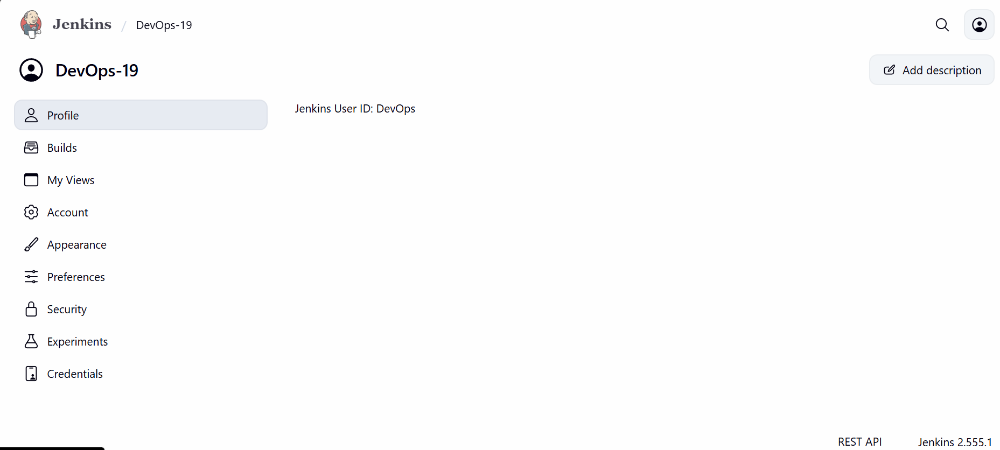 Jenkins / DevOps-19
DevOps-19
Add description
Profile
Jenkins User ID: DevOps
Builds
My Views
Account
Appearance
Preferences
Security
Experiments
Credentials
REST API Jenkins 2.555.1